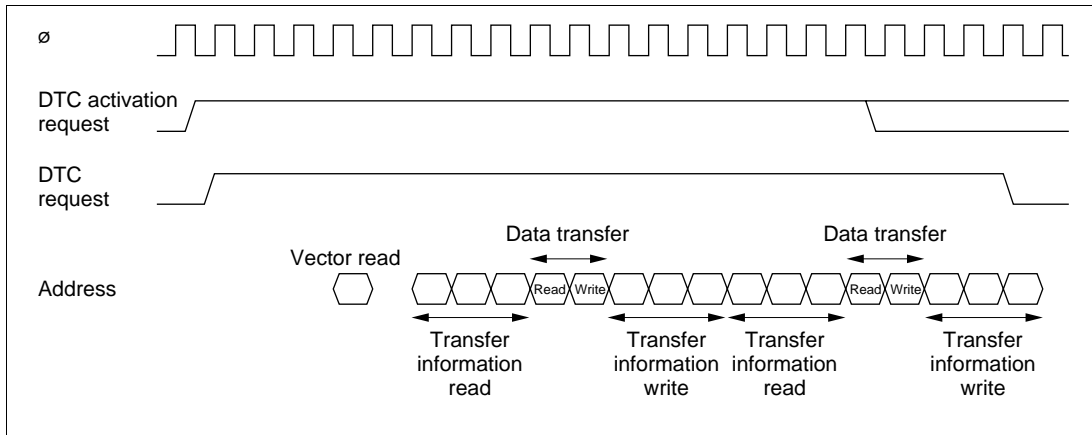 ø
DTC activation
request
DTC
request
Data transfer
Data transfer
Vector read
Address
Read
Write
Read
Write
Transfer
information
read
Transfer
information
write
Transfer
information
read
Transfer
information
write